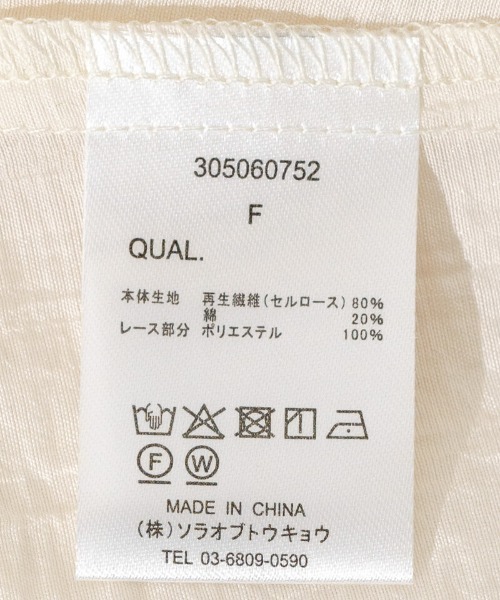 305060752
F
QUAL.
本体生地 再生繊維(セルロース) 80%
綿 20%
レース部分 ポリエステル 100%
F W
MADE IN CHINA
(株)ソラオブトウキョウ
TEL 03-6809-0590